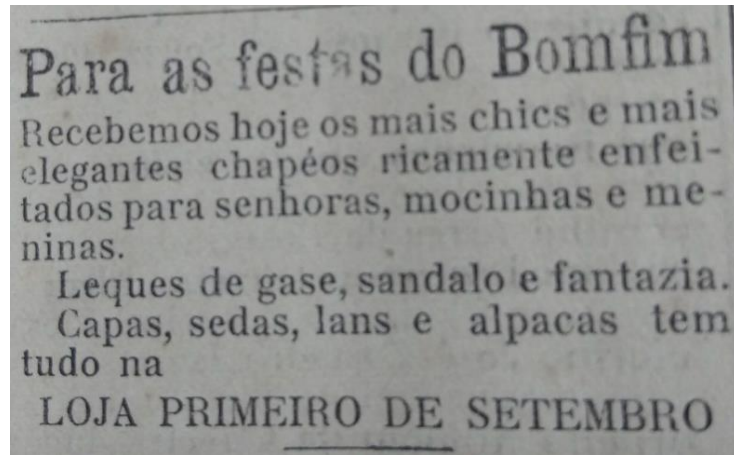 Para as festas do Bomfim
Recebemos hoje os mais chics e mais
elegantes chapéos ricamente enfei-
tados para senhoras, mocinhas e me-
ninas.
Leques de gase, sandalo e fantazia.
Capas, sedas, lans e alpacas tem
tudo na
LOJA PRIMEIRO DE SETEMBRO